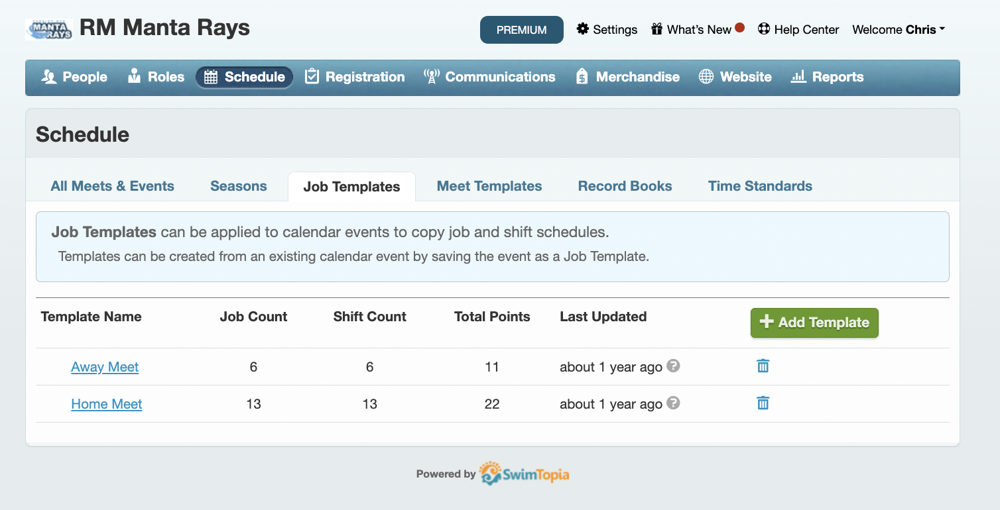 MANTA RAYS
RM Manta Rays
PREMIUM
Settings
What's New
Help Center
Welcome Chris
People
Roles
Schedule
Registration
Communications
Merchandise
Website
Reports
Schedule
All Meets & Events
Seasons
Job Templates
Meet Templates
Record Books
Time Standards
Job Templates can be applied to calendar events to copy job and shift schedules.
Templates can be created from an existing calendar event by saving the event as a Job Template.
Template Name Job Count Shift Count Total Points Last Updated + Add Template
Away Meet 6 6 11 about 1 year ago ?
Home Meet 13 13 22 about 1 year ago ?
Powered by SwimTopia